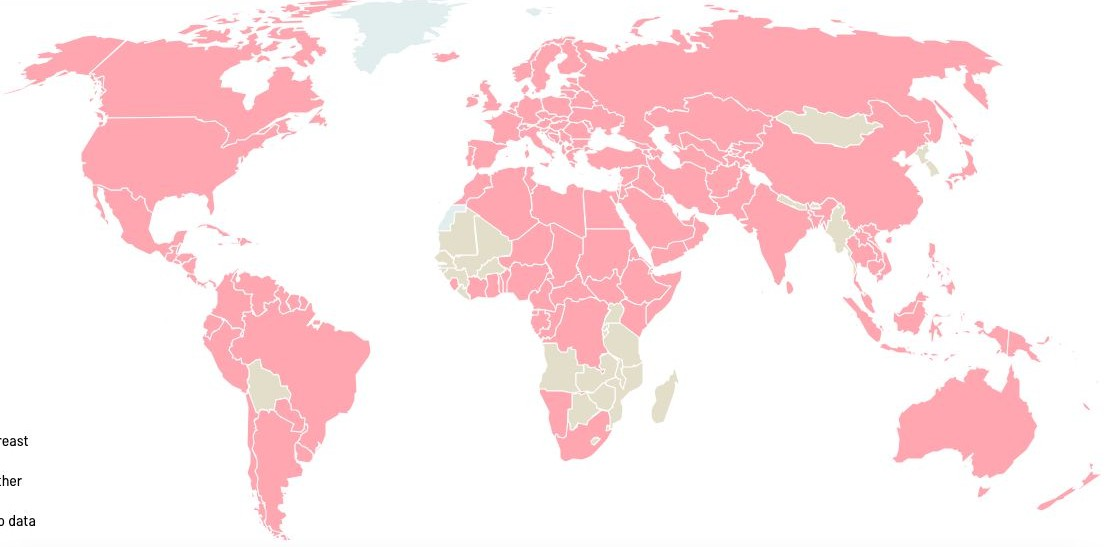 reast
ther
o data